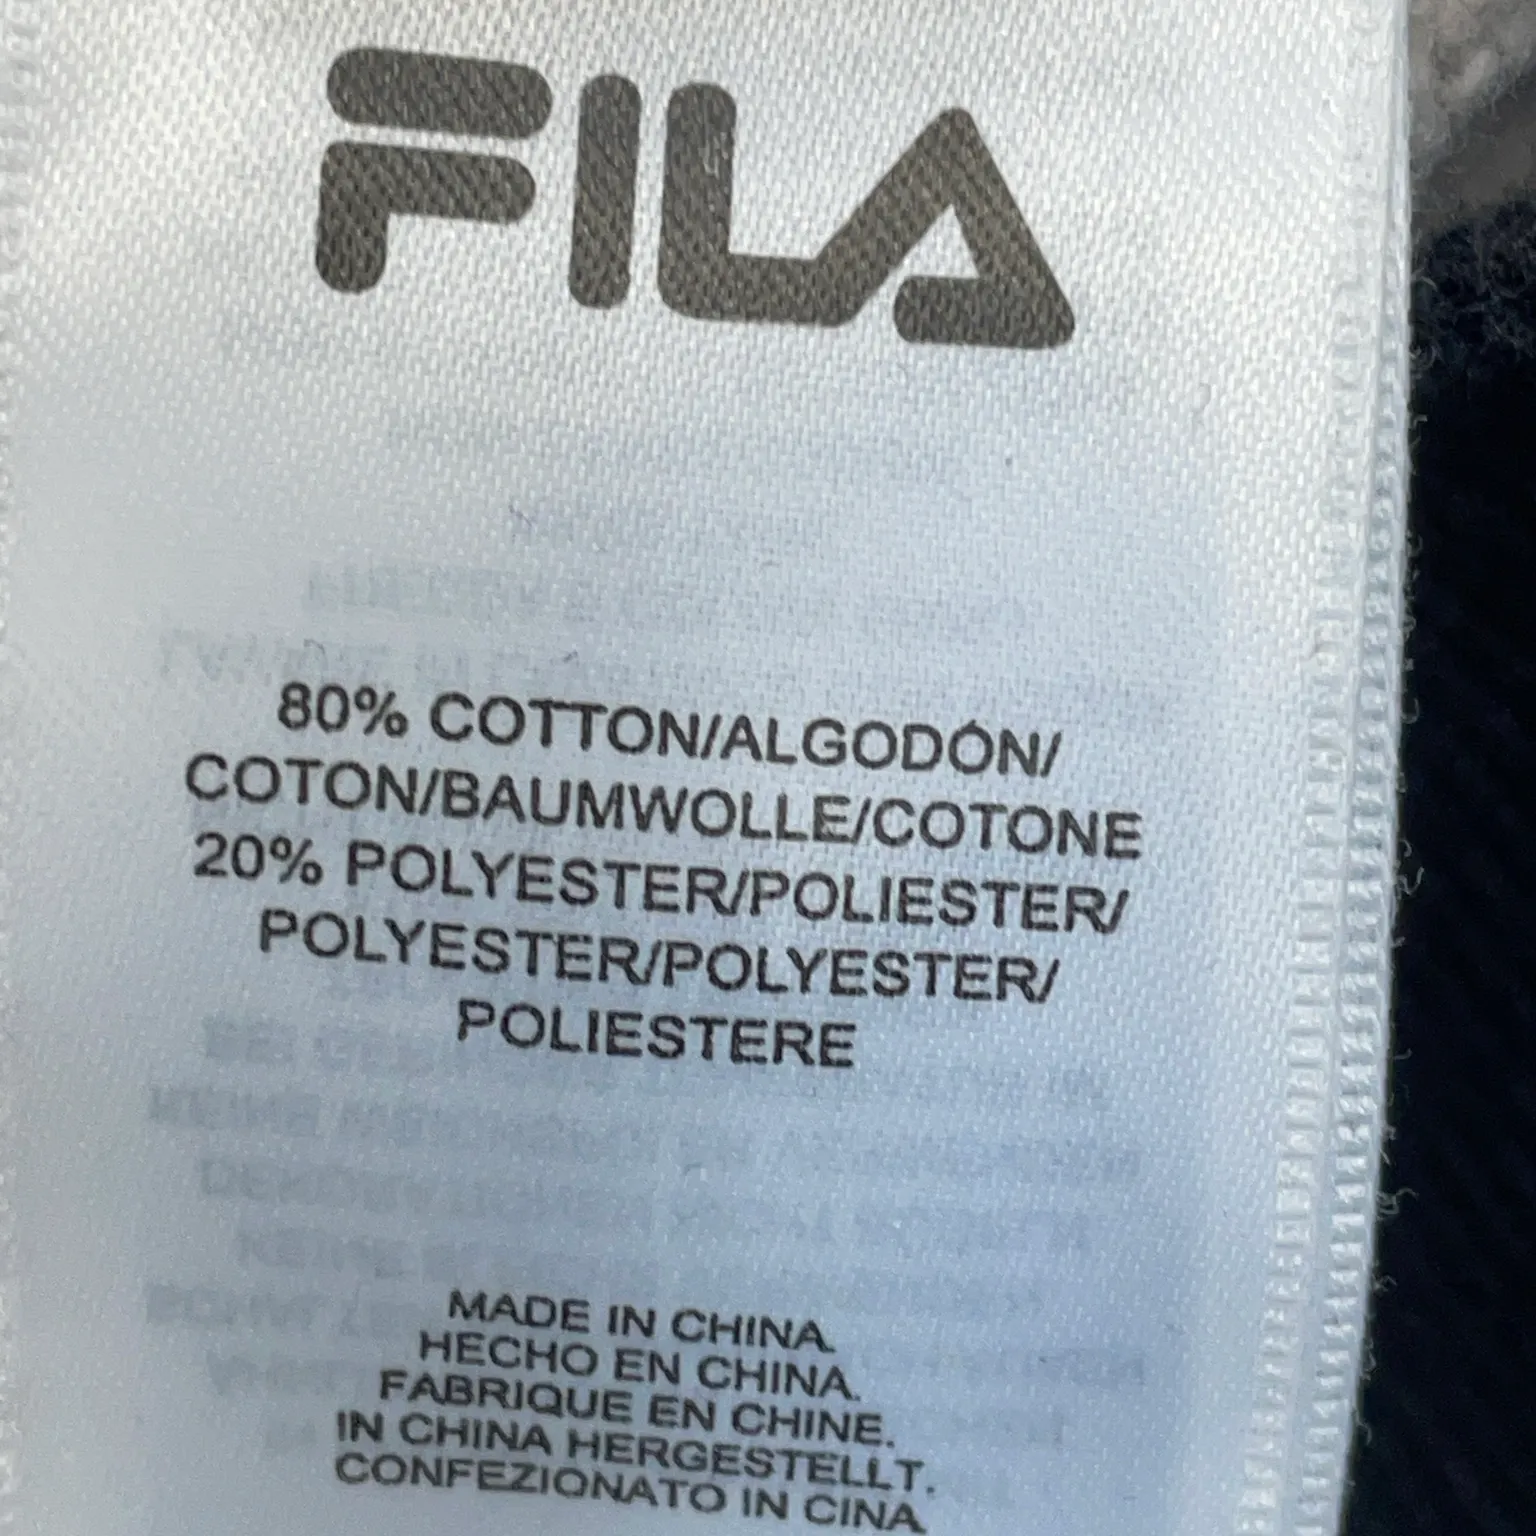 FILA
80% COTTON/ALGODÓN/
COTON/BAUMWOLLE/COTONE
20% POLYESTER/POLIESTER/
POLYESTER/POLYESTER/
POLIESTERE
MADE IN CHINA.
HECHO EN CHINA.
FABRIQUE EN CHINE.
IN CHINA HERGESTELLT.
CONFEZIONATO IN CINA